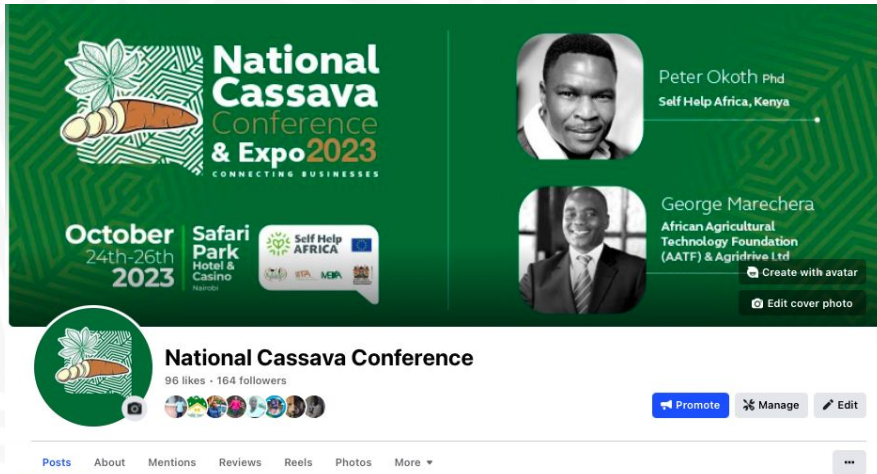 National
Cassava
Conference
& Expo2023
CONNECTING BUSINESSES
October
24th-26th
2023
Safari
Park
Hotel &
Casino
Nairobi
Self Help
AFRICA
Peter Okoth Phd
Self Help Africa, Kenya
George Marechera
African Agricultural
Technology Foundation
(AATF) & Agridrive Ltd
Create with avatar
Edit cover photo
National Cassava Conference
96 likes • 164 followers
Promote
Manage
Edit
Posts
About
Mentions
Reviews
Reels
Photos
More